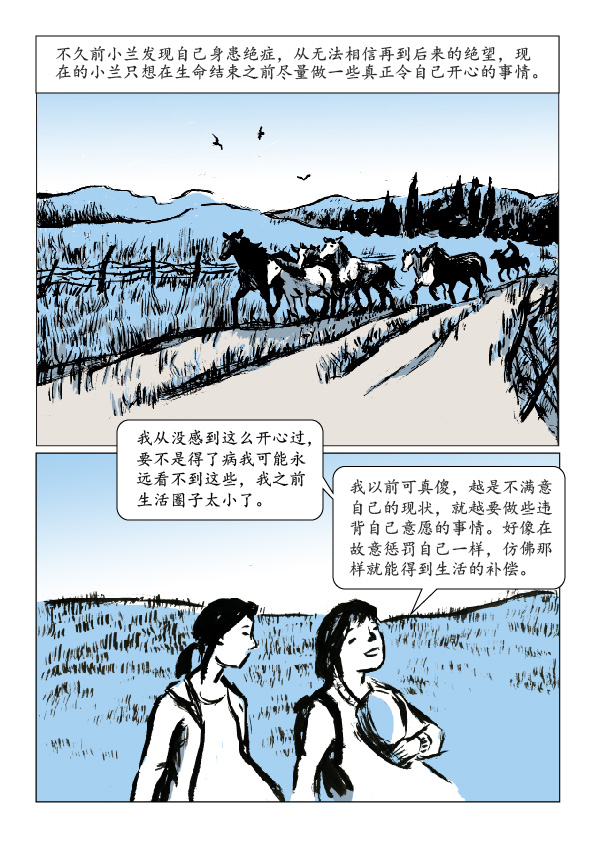 不久前小兰发现自己身患绝症，从无法相信再到后来的绝望，现
在的小兰只想在生命结束之前尽量做一些真正令自己开心的事情。
我从没感到这么开心过，
要不是得了病我可能永
远看不到这些，我之前
生活圈子太小了。
我以前可真傻，越是不满意
自己的现状，就越要做些违
背自己意愿的事情。好像在
故意惩罚自己一样，仿佛那
样就能得到生活的补偿。